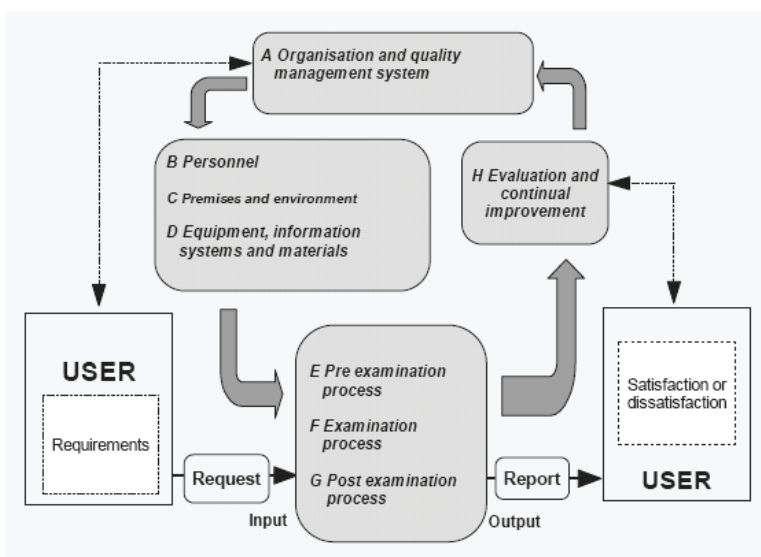 A Organisation and quality
management system
B Personnel
C Premises and environment
D Equipment, information
systems and materials
H Evaluation and
continual
improvement
USER
Requirements
Request
Input
E Pre examination
process
F Examination
process
G Post examination
process
Report
Output
Satisfaction or
dissatisfaction
USER